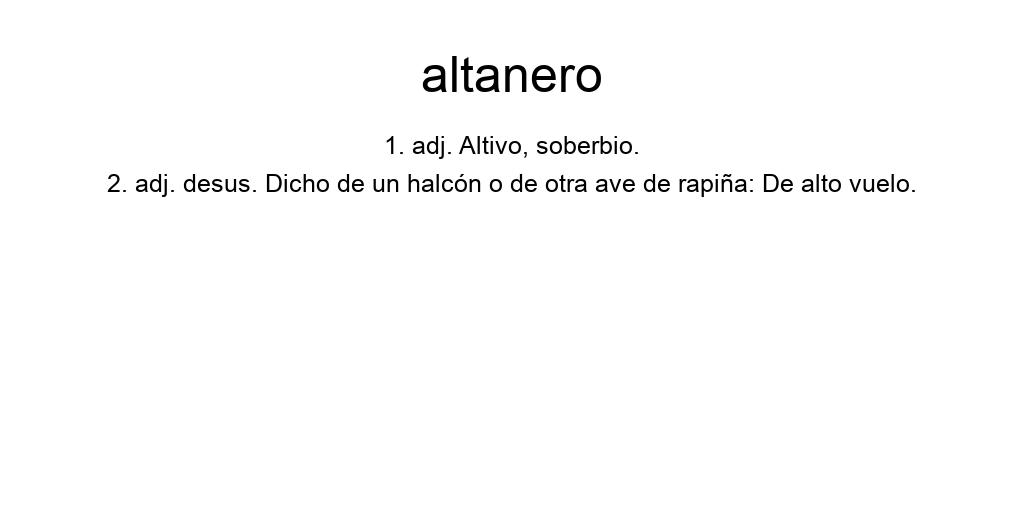 altanero
1. adj. Altivo, soberbio.
2. adj. desus. Dicho de un halcón o de otra ave de rapiña: De alto vuelo.